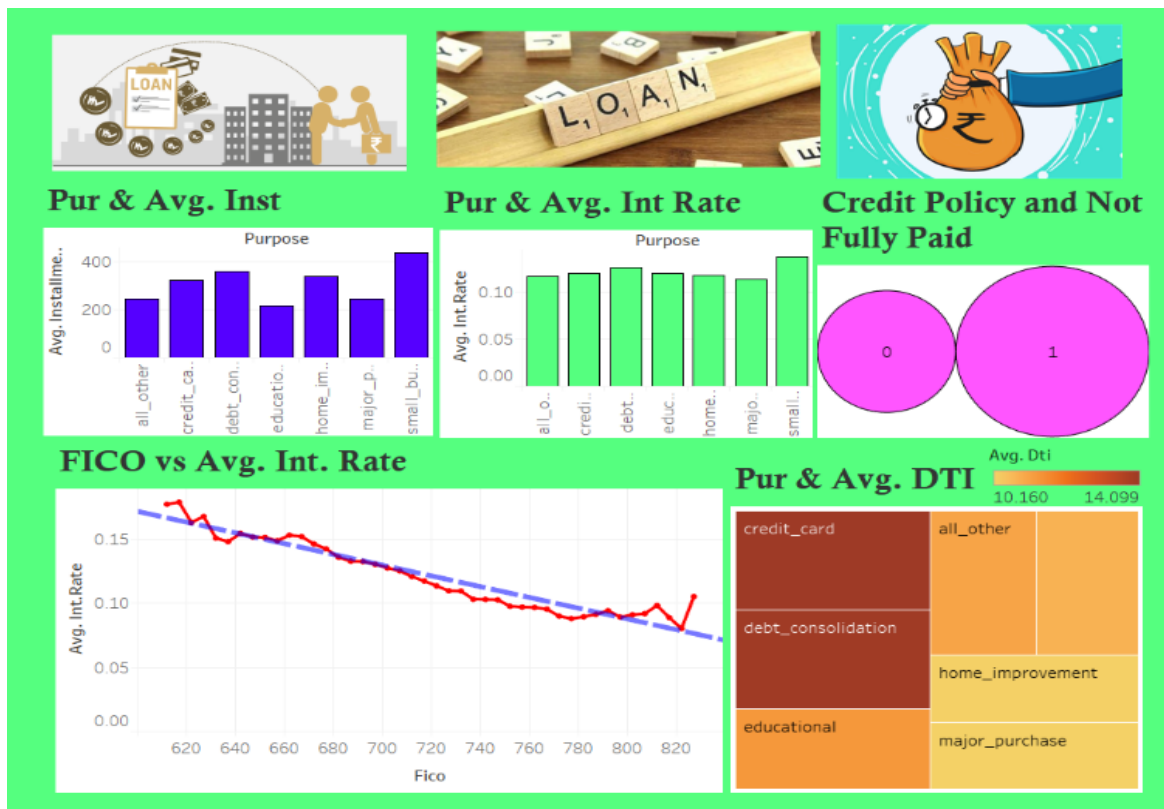 LOAN
₹
L O A N
1 1 1 1
J
B
Y
E
₹
Pur & Avg. Inst
Pur & Avg. Int Rate
Credit Policy and Not
Fully Paid
Purpose
Avg. Installme..
400
200
0
all_other
credit_ca..
debt_con..
educatio..
home_im..
major_p..
small_bu..
Purpose
Avg. Int.Rate
0.10
0.05
0.00
all_o..
credi..
debt..
educ..
home..
majo..
small..
0
1
FICO vs Avg. Int. Rate
Avg. Int.Rate
0.15
0.10
0.05
0.00
620 640 660 680 700 720 740 760 780 800 820
Fico
Pur & Avg. DTI
Avg. Dti
10.160 14.099
credit_card
all_other
debt_consolidation
home_improvement
educational
major_purchase